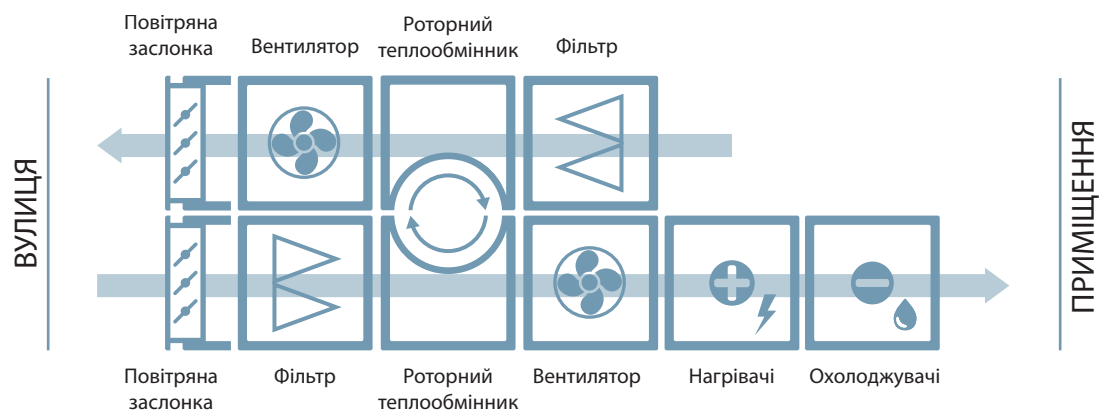 Повітряна
заслонка
Вентилятор
Роторний
теплообмінник
Фільтр
ВУЛИЦЯ
ПРИМІЩЕННЯ
Повітряна
заслонка
Фільтр
Роторний
теплообмінник
Вентилятор
Нагрівачі
Охолоджувачі